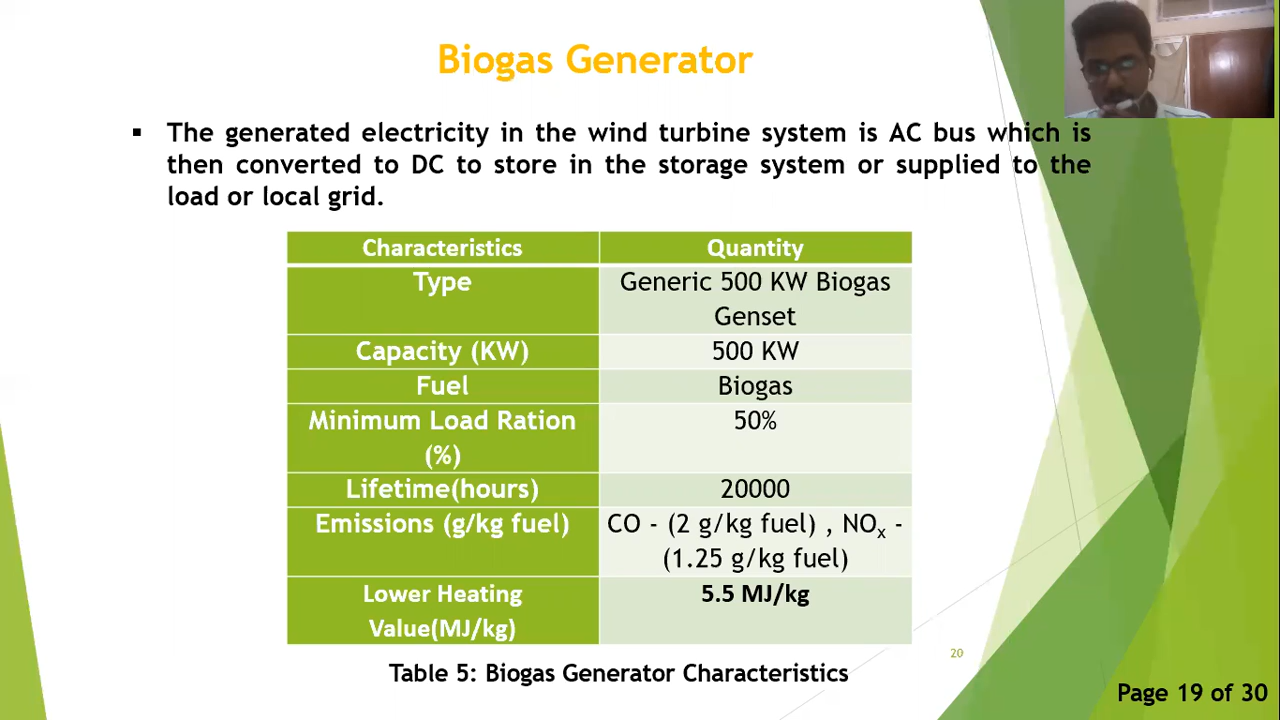 Biogas Generator
▪ The generated electricity in the wind turbine system is AC bus which is
then converted to DC to store in the storage system or supplied to the
load or local grid.
Characteristics Quantity
Type Generic 500 KW Biogas
Genset
Capacity (KW) 500 KW
Fuel Biogas
Minimum Load Ration 50%
(%)
Lifetime(hours) 20000
Emissions (g/kg fuel) CO - (2 g/kg fuel) , NOx -
(1.25 g/kg fuel)
Lower Heating 5.5 MJ/kg
Value(MJ/kg)
20
Table 5: Biogas Generator Characteristics
Page 19 of 30